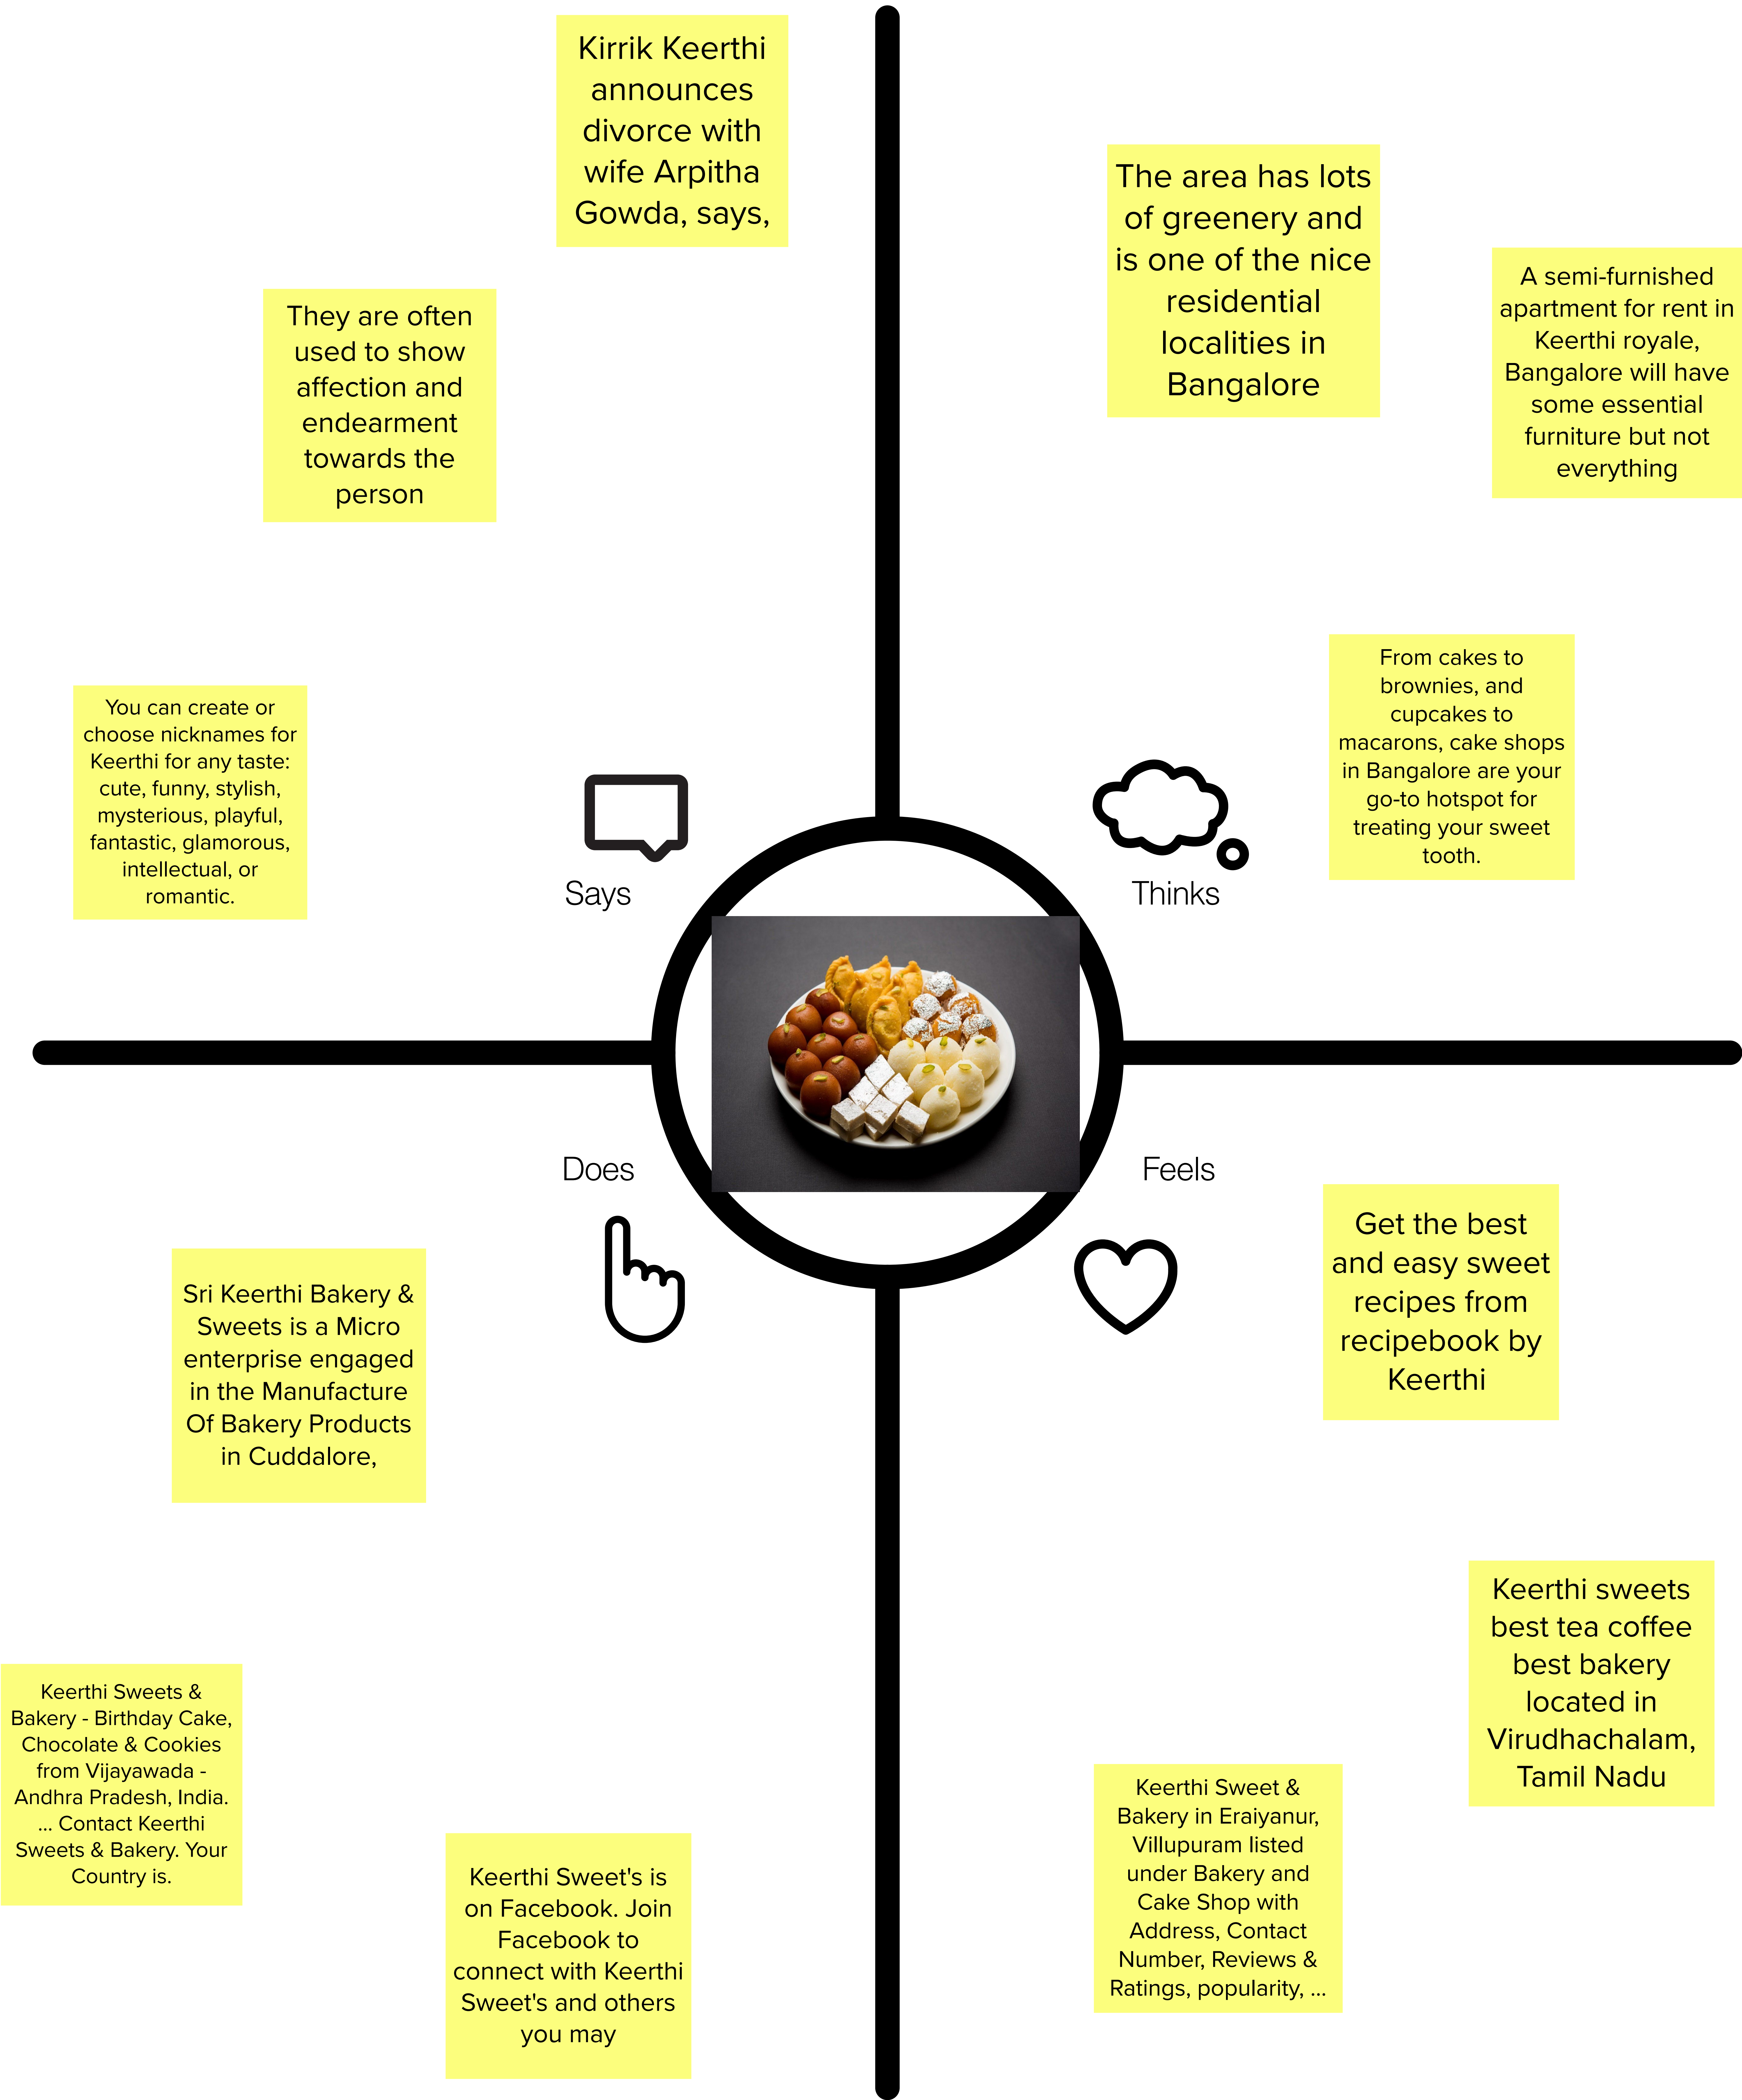 Kirrik Keerthi
announces
divorce with
wife Arpitha
Gowda, says,
They are often
used to show
affection and
endearment
towards the
person
You can create or
choose nicknames for
Keerthi for any taste:
cute, funny, stylish,
mysterious, playful,
fantastic, glamorous,
intellectual, or
romantic.
Says
The area has lots
of greenery and
is one of the nice
residential
localities in
Bangalore
A semi-furnished
apartment for rent in
Keerthi royale,
Bangalore will have
some essential
furniture but not
everything
From cakes to
brownies, and
cupcakes to
macarons, cake shops
in Bangalore are your
go-to hotspot for
treating your sweet
tooth.
Thinks
Does
Sri Keerthi Bakery &
Sweets is a Micro
enterprise engaged
in the Manufacture
Of Bakery Products
in Cuddalore,
Keerthi Sweets &
Bakery - Birthday Cake,
Chocolate & Cookies
from Vijayawada -
Andhra Pradesh, India.
... Contact Keerthi
Sweets & Bakery. Your
Country is.
Keerthi Sweet's is
on Facebook. Join
Facebook to
connect with Keerthi
Sweet's and others
you may
Feels
Get the best
and easy sweet
recipes from
recipebook by
Keerthi
Keerthi sweets
best tea coffee
best bakery
located in
Virudhachalam,
Tamil Nadu
Keerthi Sweet &
Bakery in Eraiyanur,
Villupuram listed
under Bakery and
Cake Shop with
Address, Contact
Number, Reviews &
Ratings, popularity, ...